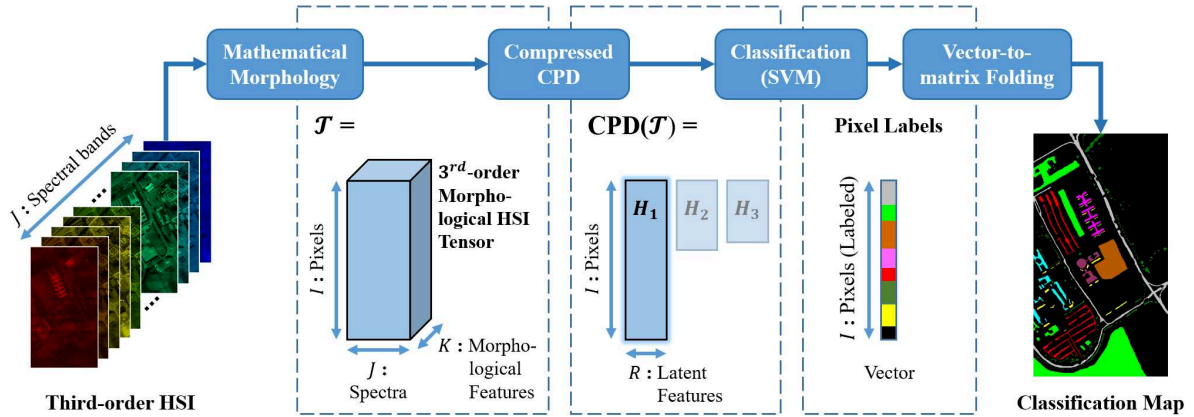 Mathematical
Morphology
Compressed
CPD
Classification
(SVM)
Vector-to-
matrix Folding
J : Spectral bands
...
...
Third-order HSI
𝓣 =
3rd-order
Morpho-
logical HSI
Tensor
I : Pixels
J :
Spectra
K : Morpho-
logical
Features
CPD(𝓣) =
I : Pixels
H1
H2
H3
R : Latent
Features
Pixel Labels
I : Pixels (Labeled)
Vector
Classification Map